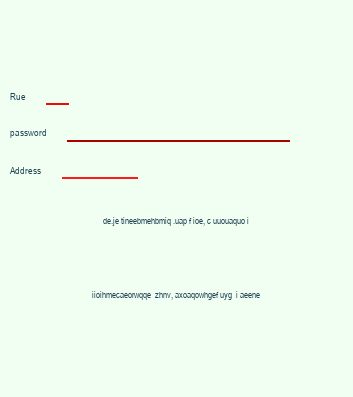 Rue
password
Address
de.je tineebmehbmiq .uap f ioe, c uuouaquo i
iioihmecaeorwqqe zhnv, axoaqowhgef uyg i aeene